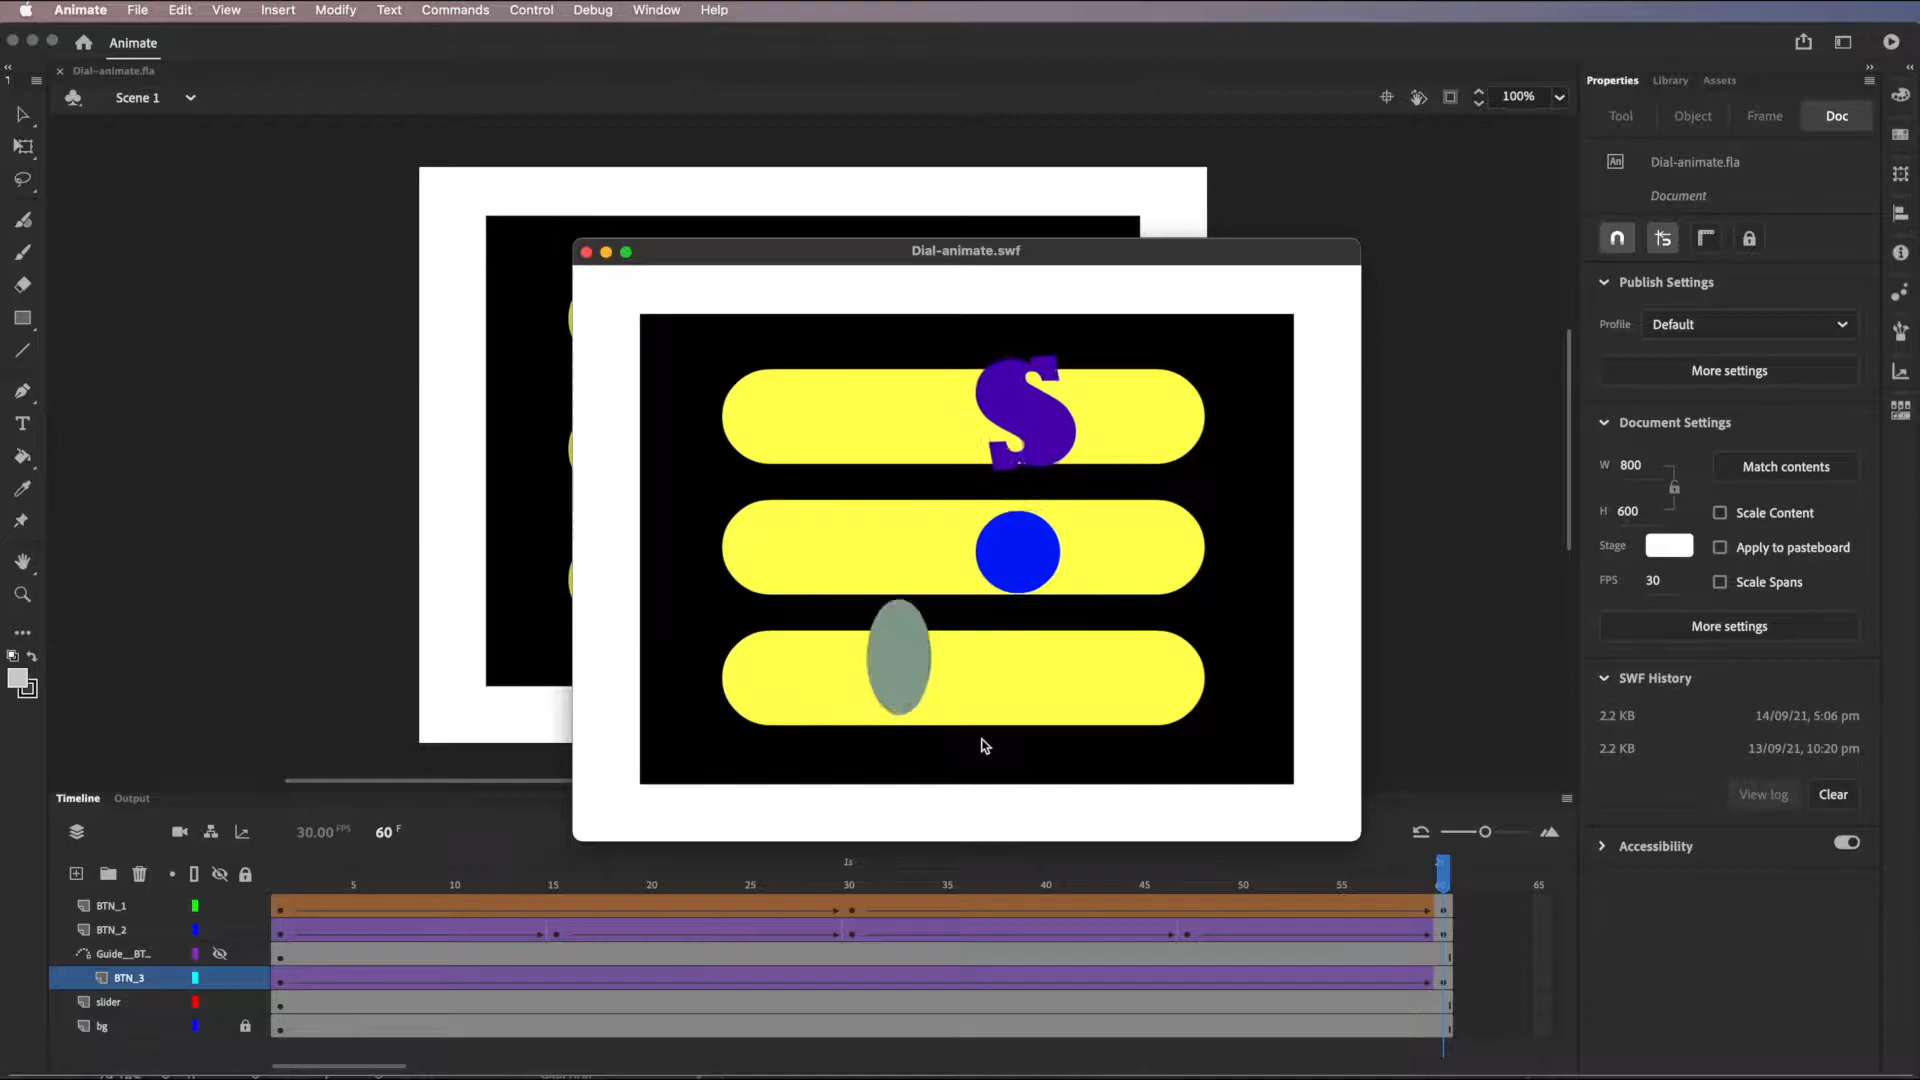 Animate File Edit View Insert Modify Text Commands Control Debug Window Help
Animate
Dial-animate.fla
Scene 1
100%
Properties Library Assets
Tool Object Frame Doc
An Dial-animate.fla
Document
Dial-animate.swf
S
Publish Settings
Profile Default
More settings
Document Settings
W 800 Match contents
H 600 Scale Content
Stage Apply to pasteboard
FPS 30 Scale Spans
More settings
SWF History
2.2 KB 14/09/21, 5:06 pm
2.2 KB 13/09/21, 10:20 pm
View log Clear
Accessibility
Timeline Output
30.00 FPS 60 F
1s
5 10 15 20 25 30 35 40 45 50 55 65
BTN_1
BTN_2
Guide__BT...
BTN_3
slider
bg